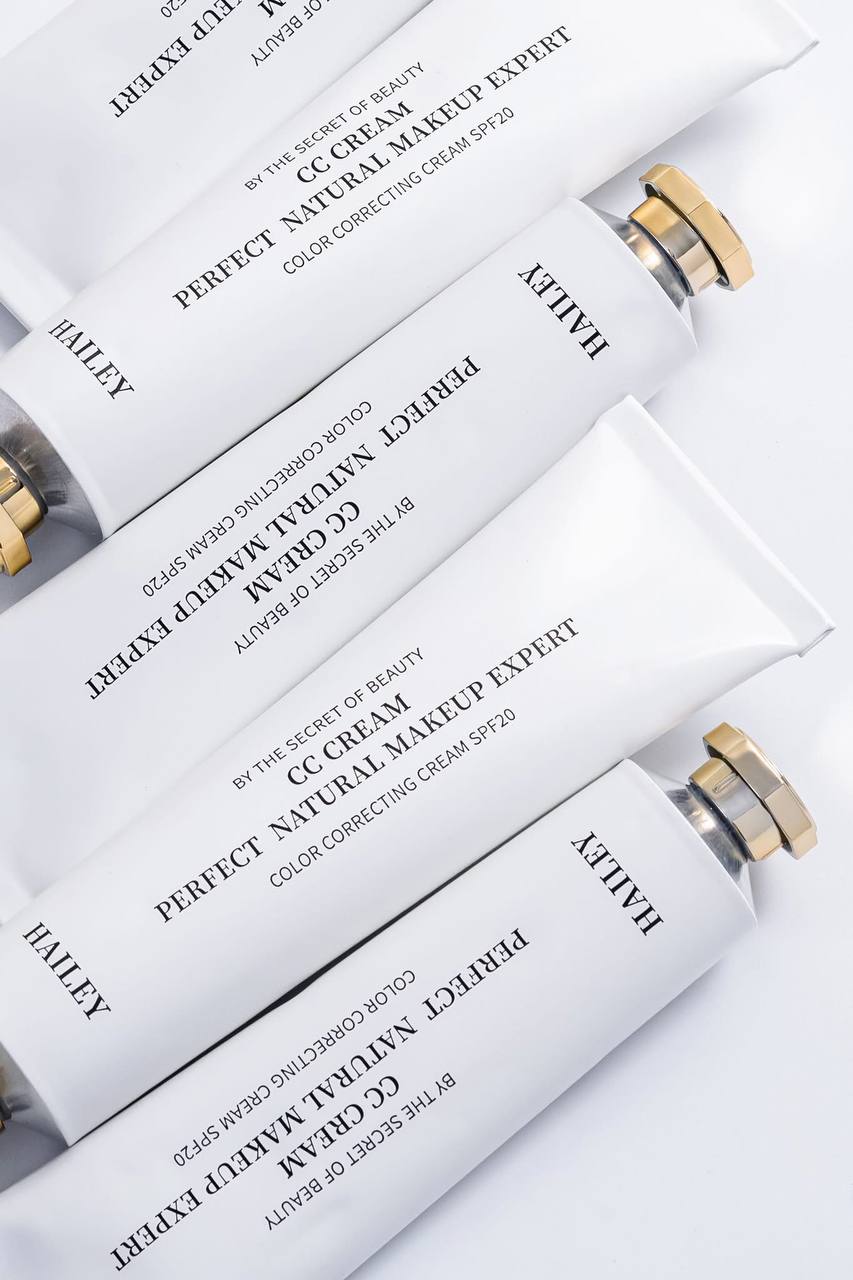 OF BEAUTY
EXPERT
BY THE SECRET OF BEAUTY
CC CREAM
PERFECT NATURAL MAKEUP EXPERT
COLOR CORRECTING CREAM SPF20
HAILEY
HAILEY
BY THE SECRET OF BEAUTY
CC CREAM
PERFECT NATURAL MAKEUP EXPERT
COLOR CORRECTING CREAM SPF20
BY THE SECRET OF BEAUTY
CC CREAM
PERFECT NATURAL MAKEUP EXPERT
COLOR CORRECTING CREAM SPF20
HAILEY
HAILEY
BY THE SECRET OF BEAUTY
CC CREAM
PERFECT NATURAL MAKEUP EXPERT
COLOR CORRECTING CREAM SPF20